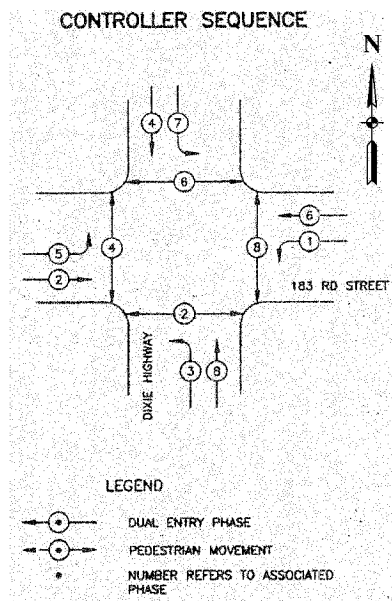 CONTROLLER SEQUENCE
N
4 7
6
6
5 4 8 1
2
183 RD STREET
2
DIXIE HIGHWAY
3 8
LEGEND
DUAL ENTRY PHASE
PEDESTRIAN MOVEMENT
NUMBER REFERS TO ASSOCIATED
PHASE